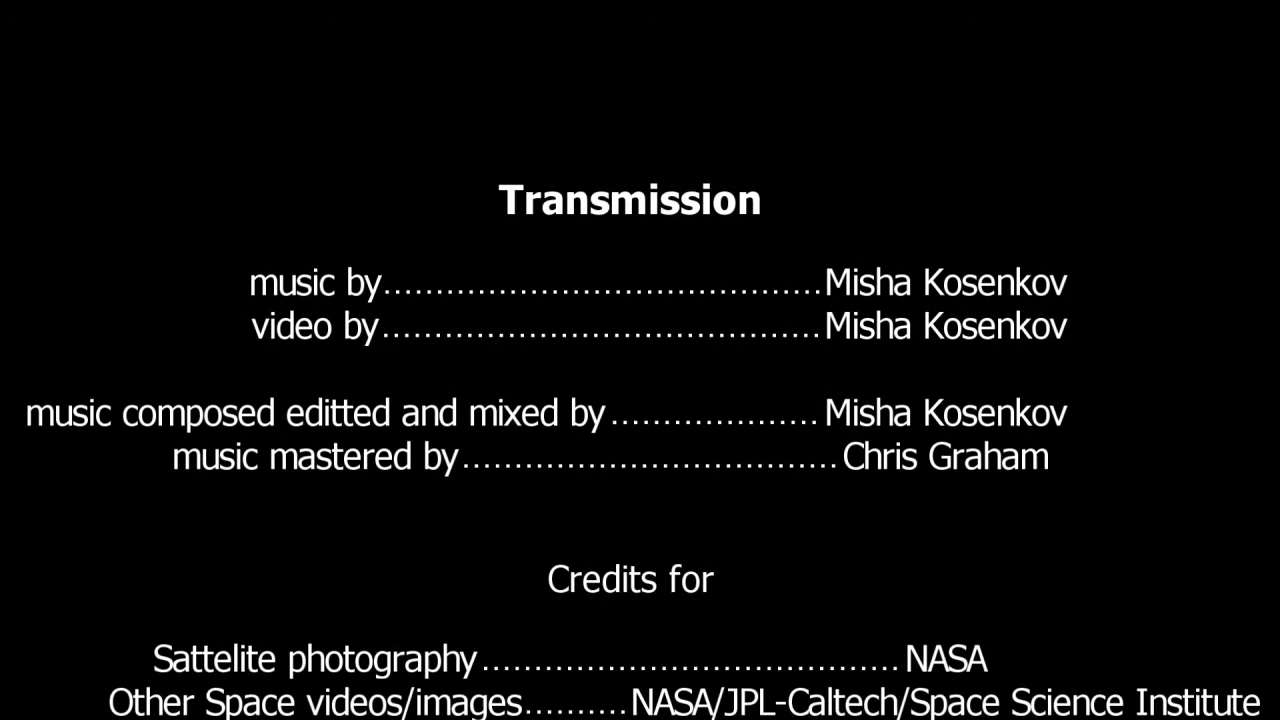 Transmission
music by..........................................Misha Kosenkov
video by..........................................Misha Kosenkov
music composed editted and mixed by.................... Misha Kosenkov
music mastered by....................................Chris Graham
Credits for
Sattelite photography........................................NASA
Other Space videos/images..........NASA/JPL-Caltech/Space Science Institute